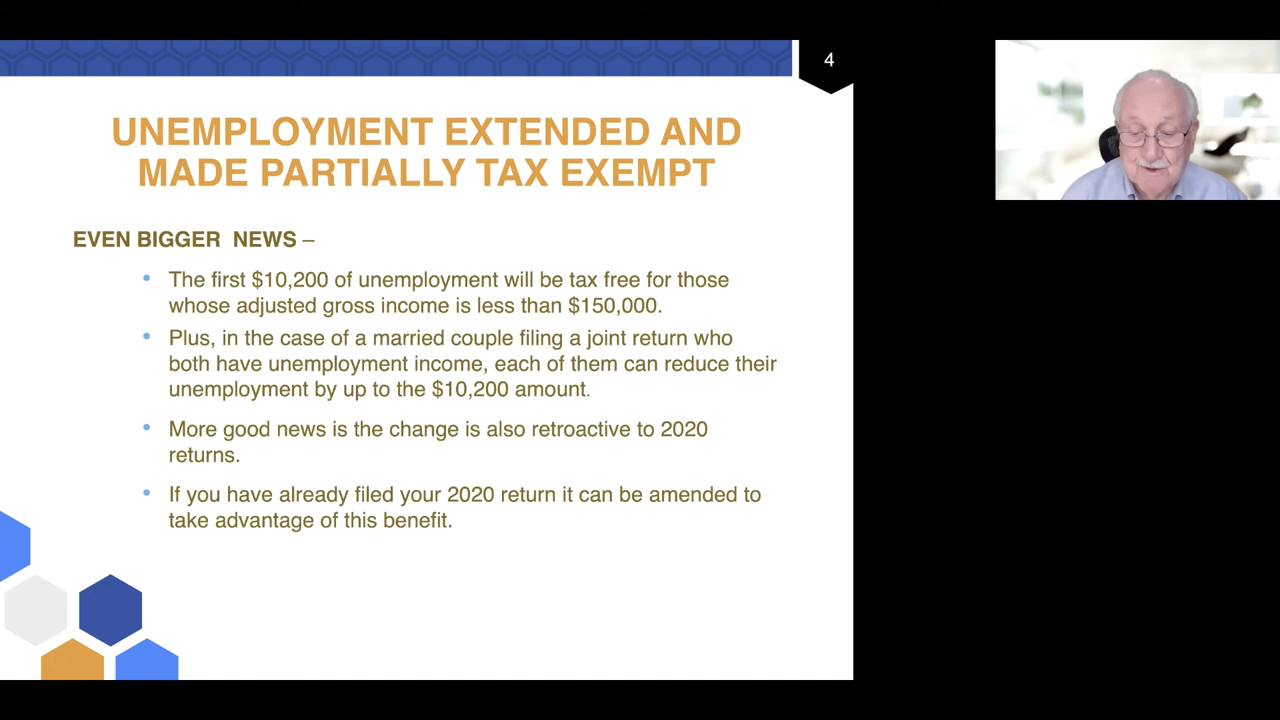 4
UNEMPLOYMENT EXTENDED AND
MADE PARTIALLY TAX EXEMPT
EVEN BIGGER  NEWS –
• The first $10,200 of unemployment will be tax free for those
whose adjusted gross income is less than $150,000.
• Plus, in the case of a married couple filing a joint return who
both have unemployment income, each of them can reduce their
unemployment by up to the $10,200 amount.
• More good news is the change is also retroactive to 2020
returns.
• If you have already filed your 2020 return it can be amended to
take advantage of this benefit.